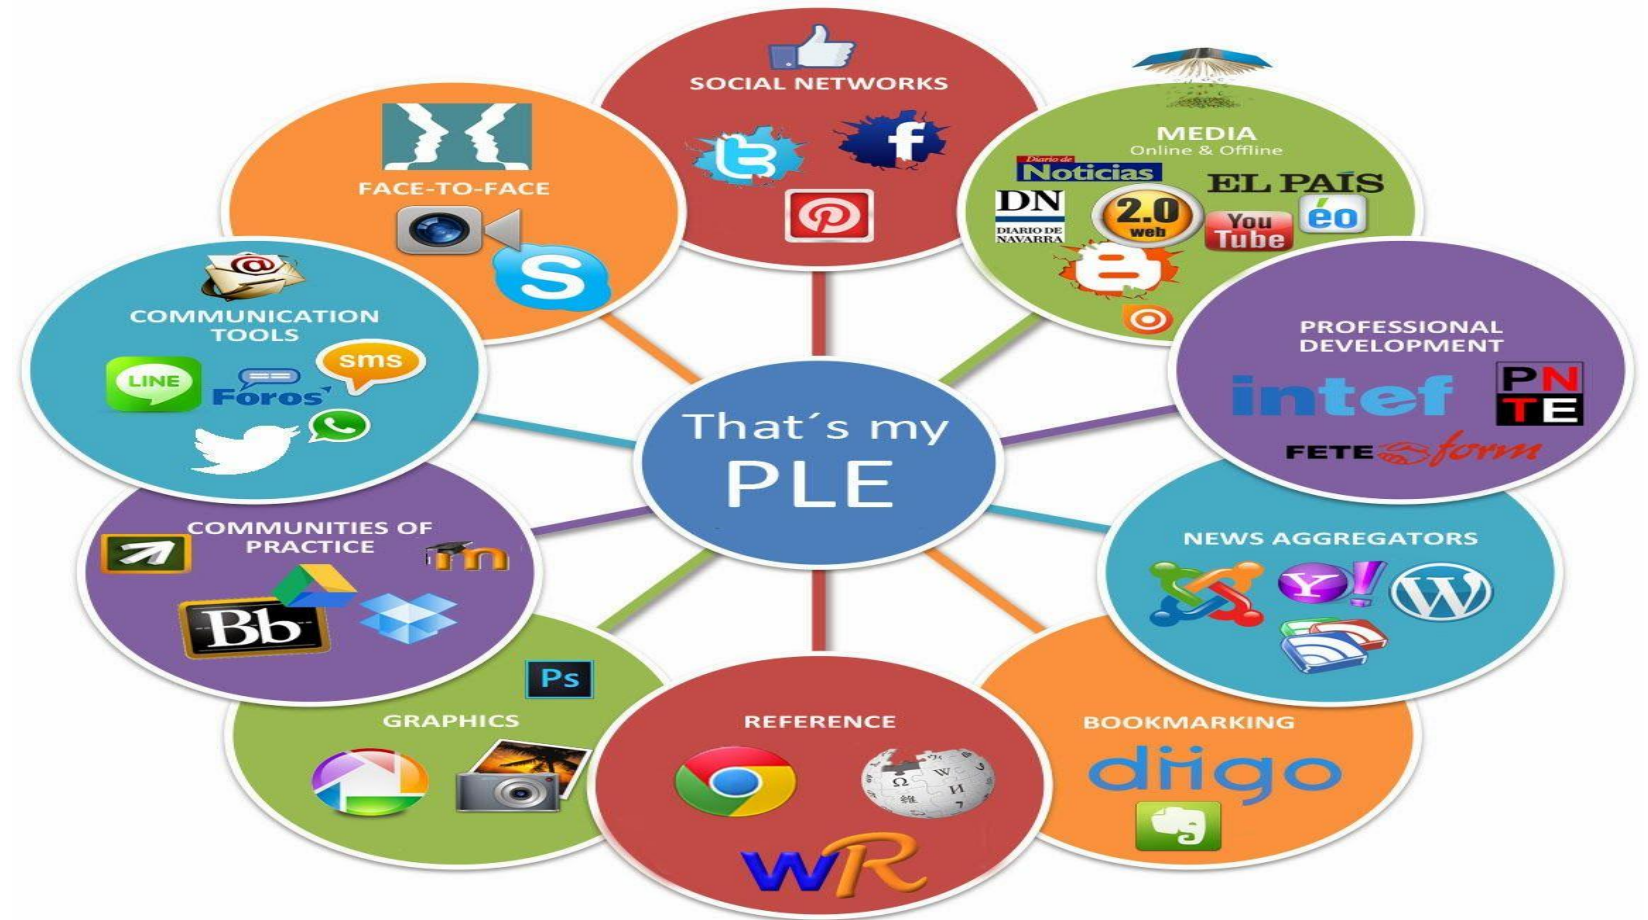 SOCIAL NETWORKS
t
f
FACE-TO-FACE
S
MEDIA
Online & Offline
Diario de
Noticias
EL PAÍS
DN
DIARIO DE
NAVARRA
2.0
web
You
Tube
éo
B
COMMUNICATION
TOOLS
LINE
Foros
sms
@
PROFESSIONAL
DEVELOPMENT
intef
PN
TE
FETE form
That´s my
PLE
COMMUNITIES OF
PRACTICE
m
Bb
NEWS AGGREGATORS
Y!
W
GRAPHICS
Ps
REFERENCE
Ω W И
WR
BOOKMARKING
diigo